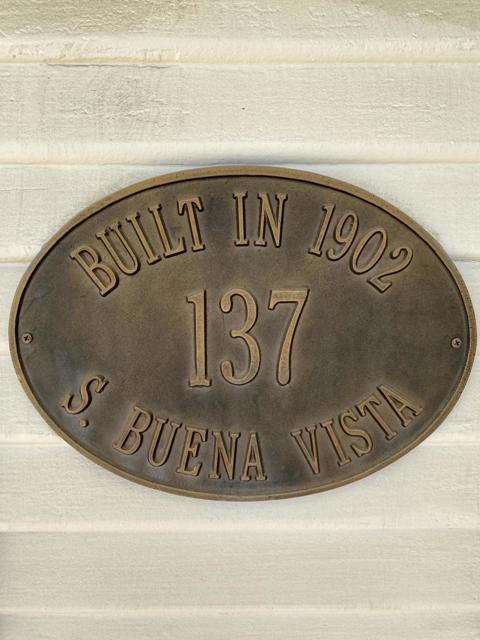 BUILT IN 1902
137
S. BUENA VISTA